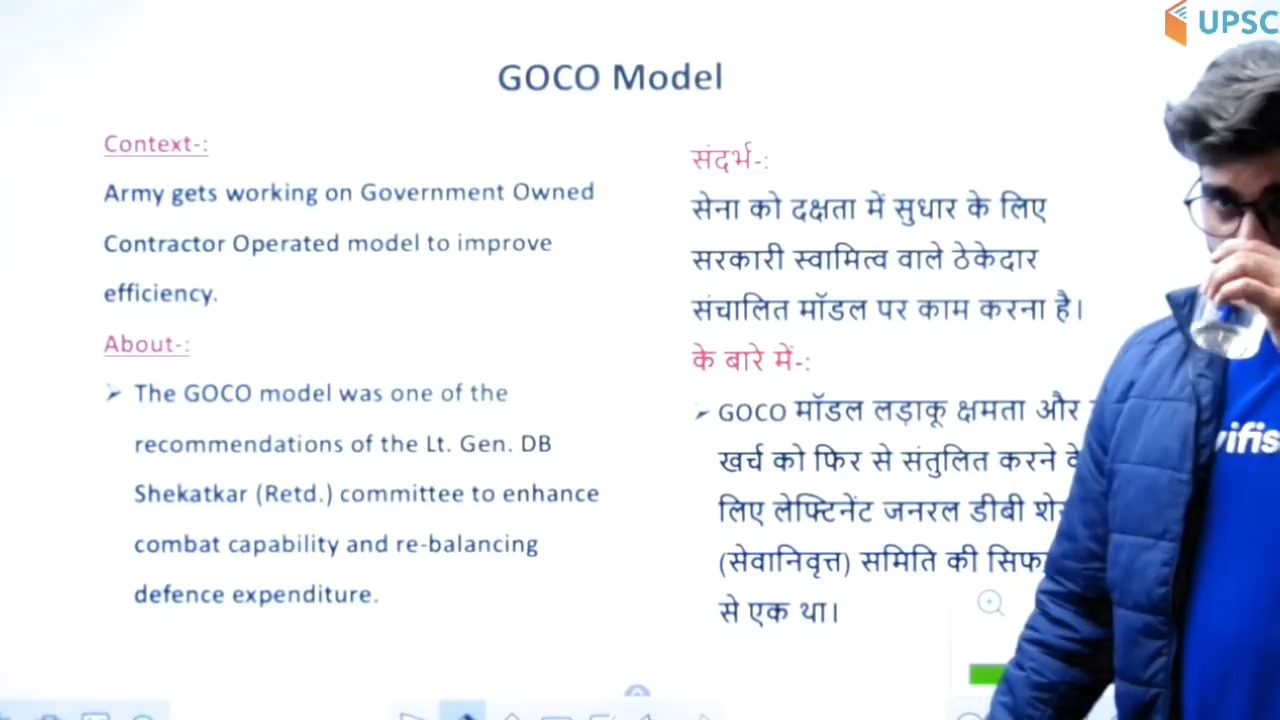 UPSC
GOCO Model
Context-:
Army gets working on Government Owned
Contractor Operated model to improve
efficiency.
About-:
➢ The GOCO model was one of the
recommendations of the Lt. Gen. DB
Shekatkar (Retd.) committee to enhance
combat capability and re-balancing
defence expenditure.
संदर्भ-:
सेना को दक्षता में सुधार के लिए
सरकारी स्वामित्व वाले ठेकेदार
संचालित मॉडल पर काम करना है।
के बारे में-:
➢ GOCO मॉडल लड़ाकू क्षमता और
खर्च को फिर से संतुलित करने
लिए लेफ्टिनेंट जनरल डीबी
(सेवानिवृत्त) समिति की
से एक था।